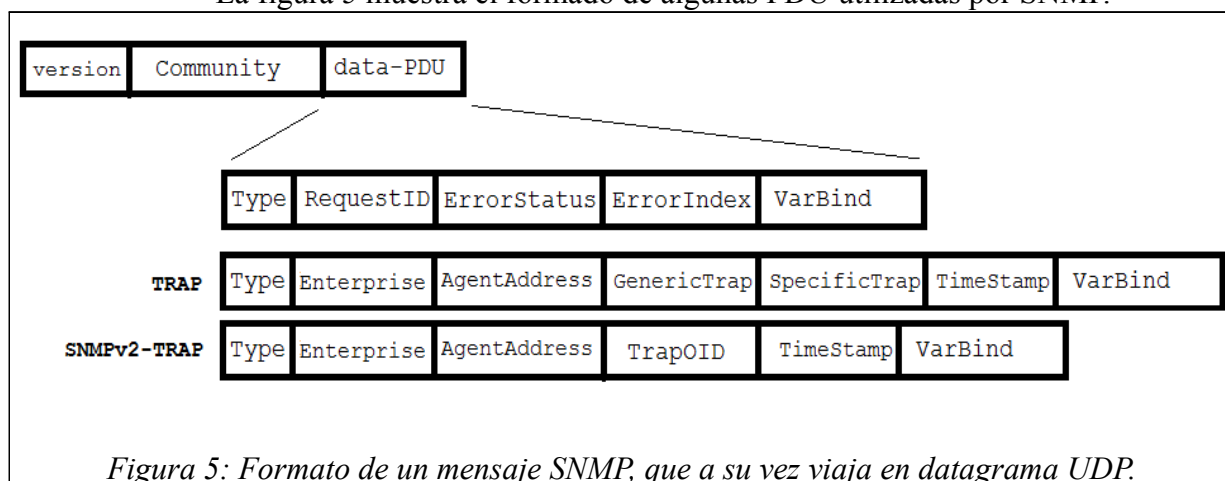 La figura 5 muestra el formado de algunas PDU utilizadas por SNMP.
version Community data-PDU
Type RequestID ErrorStatus ErrorIndex VarBind
TRAP Type Enterprise AgentAddress GenericTrap SpecificTrap TimeStamp VarBind
SNMPv2-TRAP Type Enterprise AgentAddress TrapOID TimeStamp VarBind
Figura 5: Formato de un mensaje SNMP, que a su vez viaja en datagrama UDP.